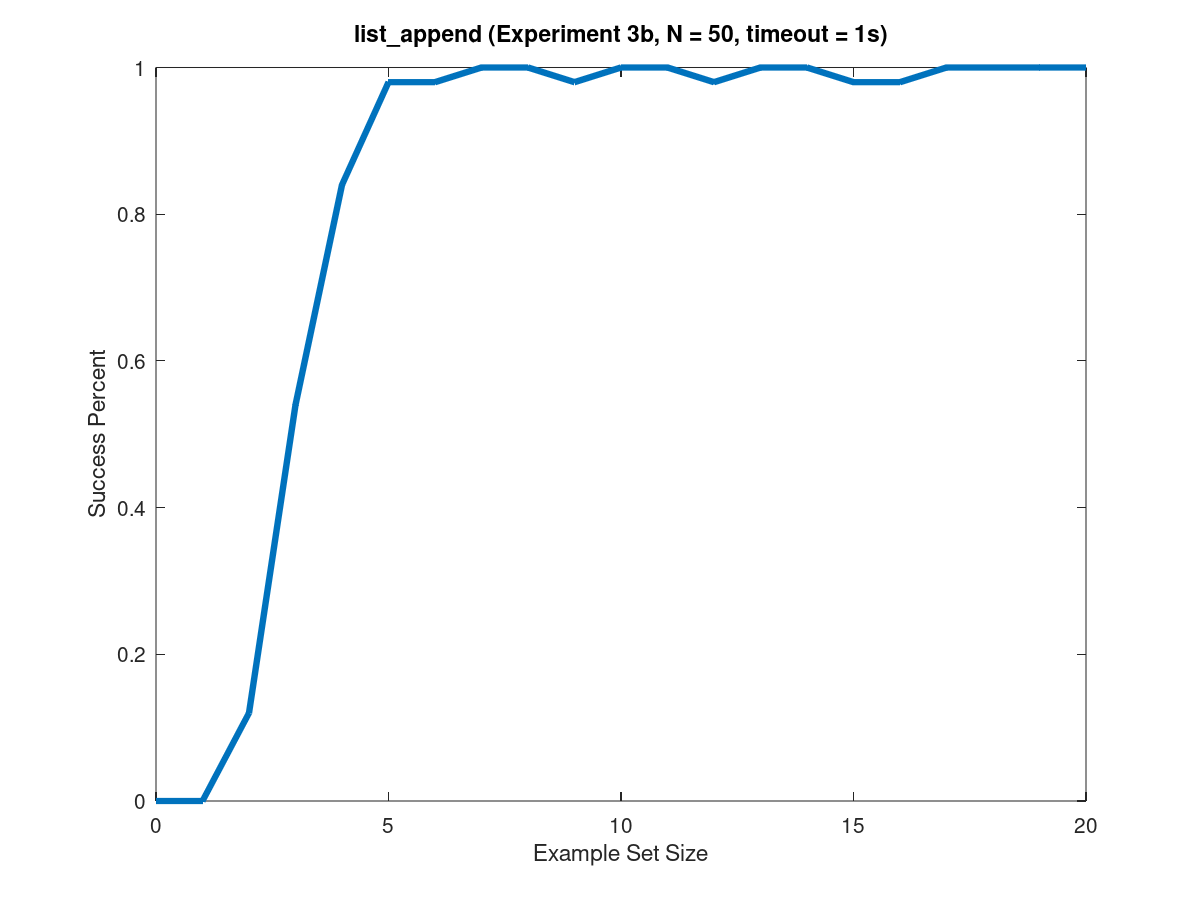 list_append (Experiment 3b, N = 50, timeout = 1s)
1
0.8
0.6
0.4
0.2
0
Success Percent
0 5 10 15 20
Example Set Size